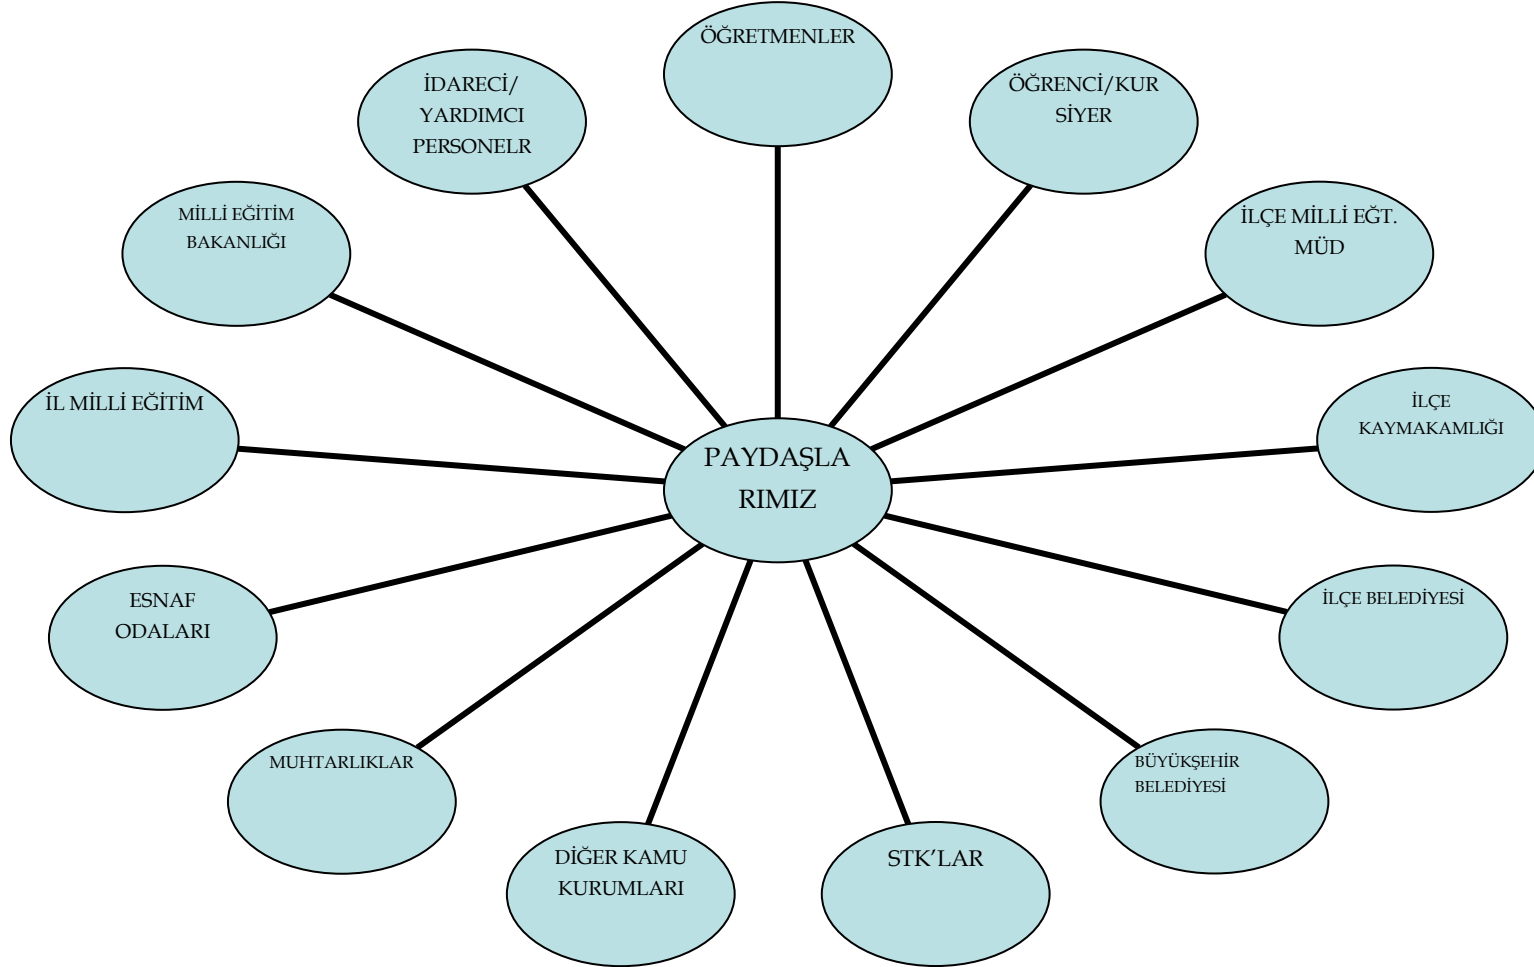 ÖĞRETMENLER
İDARECİ/
YARDIMCI
PERSONELR
ÖĞRENCİ/KUR
SİYER
MİLLİ EĞİTİM
BAKANLIĞI
İLÇE MİLLİ EĞT.
MÜD
İL MİLLİ EĞİTİM
İLÇE
KAYMAKAMLIĞI
PAYDAŞLA
RIMIZ
ESNAF
ODALARI
İLÇE BELEDİYESİ
MUHTARLIKLAR
BÜYÜKŞEHİR
BELEDİYESİ
DİĞER KAMU
KURUMLARI
STK’LAR